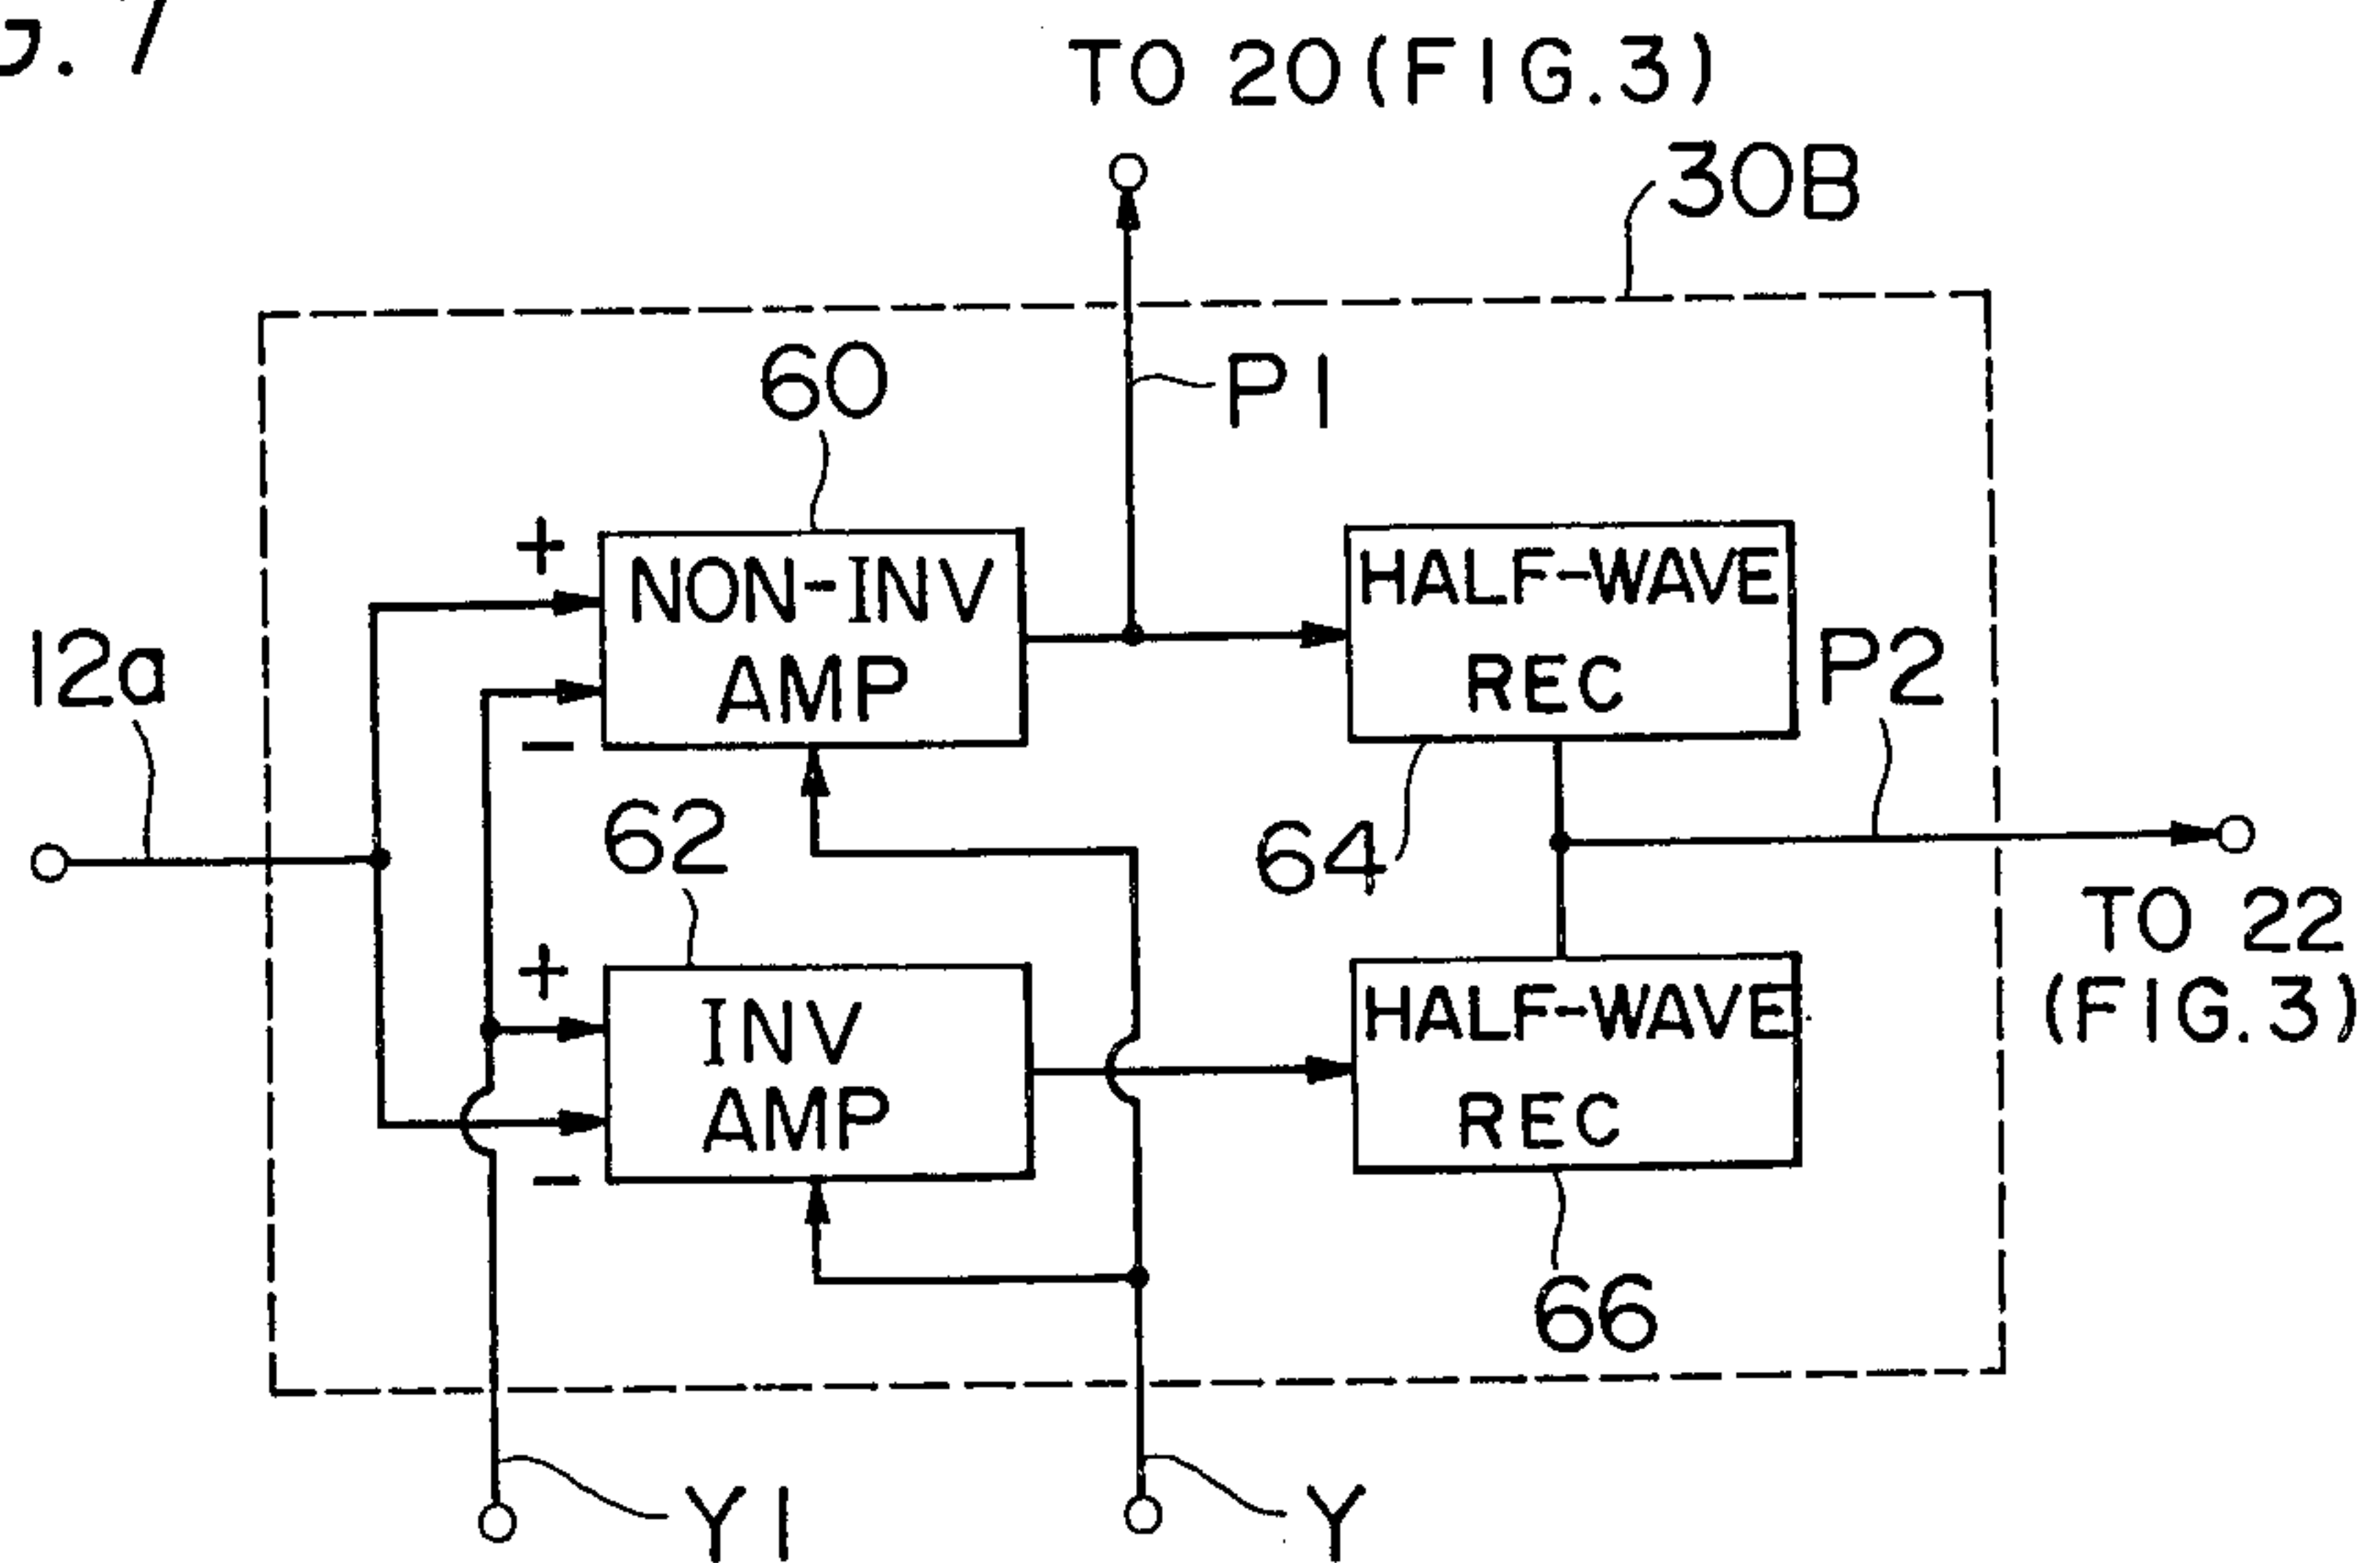 G. 7
TO 20(FIG.3)
30B
60
P1
+
NON-INV
AMP
−
HALF-WAVE
REC
12a
P2
62
64
TO 22
(FIG.3)
+
INV
AMP
−
HALF-WAVE
REC
66
Y1
Y